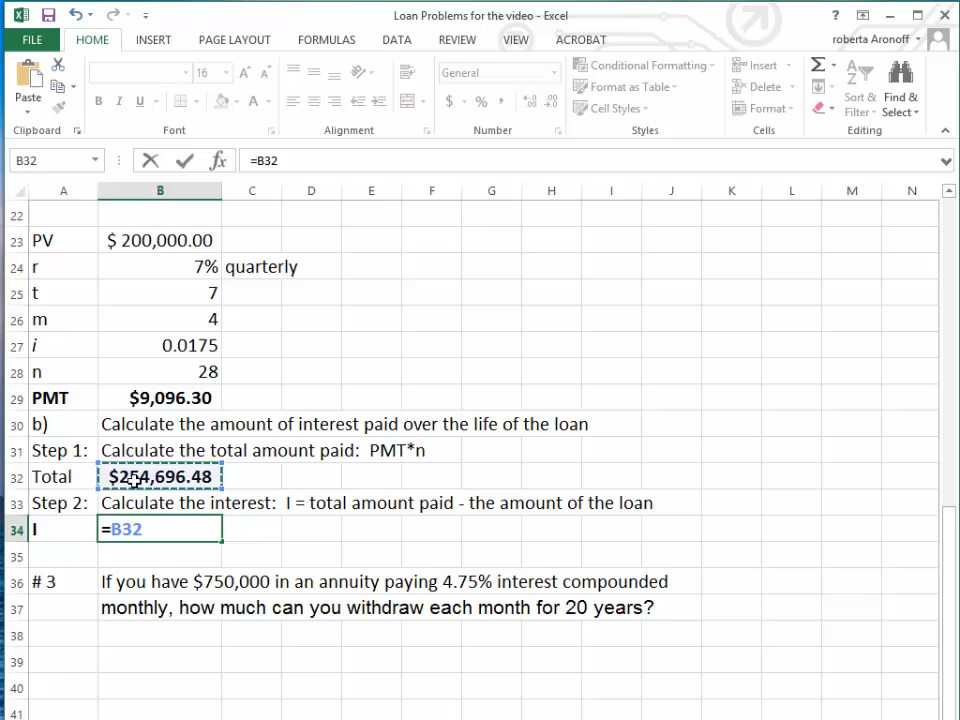 Loan Problems for the video - Excel
FILE HOME INSERT PAGE LAYOUT FORMULAS DATA REVIEW VIEW ACROBAT roberta Aronoff
Paste 16 General Conditional Formatting Insert
B I U A $ % Format as Table Delete Sort & Find &
Cell Styles Format Filter Select
Clipboard Font Alignment Number Styles Cells Editing
B32 fx =B32
A B C D E F G H I J K L M N
22
23 PV $ 200,000.00
24 r 7% quarterly
25 t 7
26 m 4
27 i 0.0175
28 n 28
29 PMT $9,096.30
30 b) Calculate the amount of interest paid over the life of the loan
31 Step 1: Calculate the total amount paid: PMT*n
32 Total $254,696.48
33 Step 2: Calculate the interest: I = total amount paid - the amount of the loan
34 I =B32
35
36 # 3 If you have $750,000 in an annuity paying 4.75% interest compounded
37 monthly, how much can you withdraw each month for 20 years?
38
39
40
41